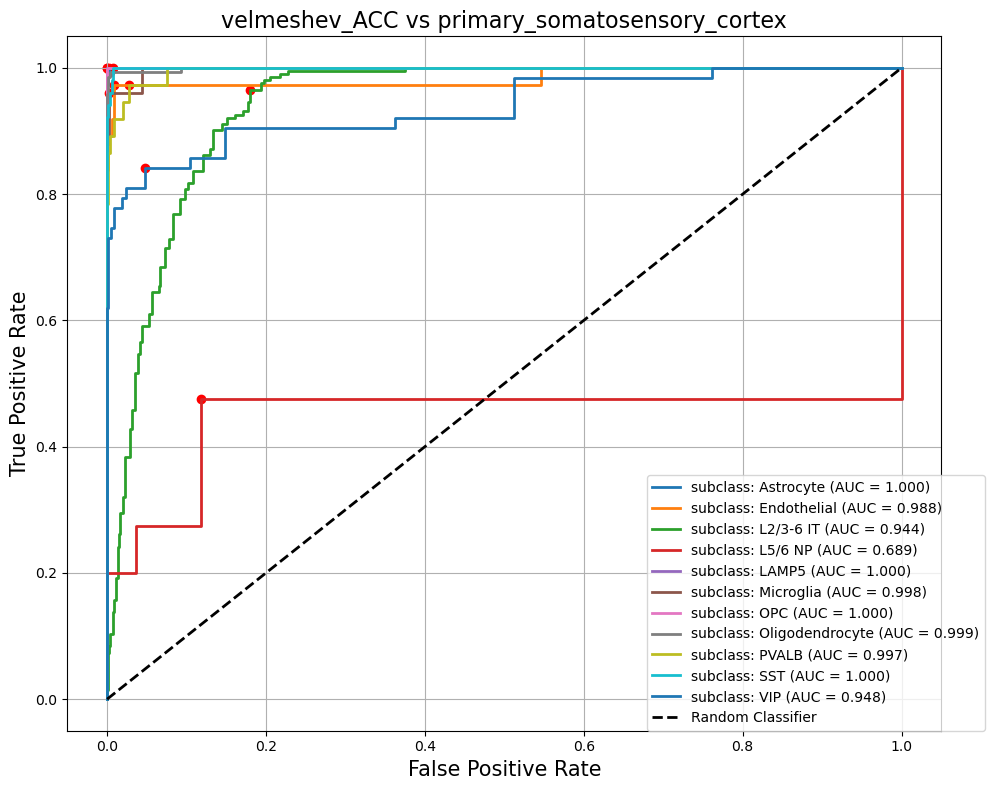 velmeshev_ACC vs primary_somatosensory_cortex
True Positive Rate
1.0
0.8
0.6
0.4
0.2
0.0
subclass: Astrocyte (AUC = 1.000)
subclass: Endothelial (AUC = 0.988)
subclass: L2/3-6 IT (AUC = 0.944)
subclass: L5/6 NP (AUC = 0.689)
subclass: LAMP5 (AUC = 1.000)
subclass: Microglia (AUC = 0.998)
subclass: OPC (AUC = 1.000)
subclass: Oligodendrocyte (AUC = 0.999)
subclass: PVALB (AUC = 0.997)
subclass: SST (AUC = 1.000)
subclass: VIP (AUC = 0.948)
Random Classifier
0.0 0.2 0.4 0.6 0.8 1.0
False Positive Rate